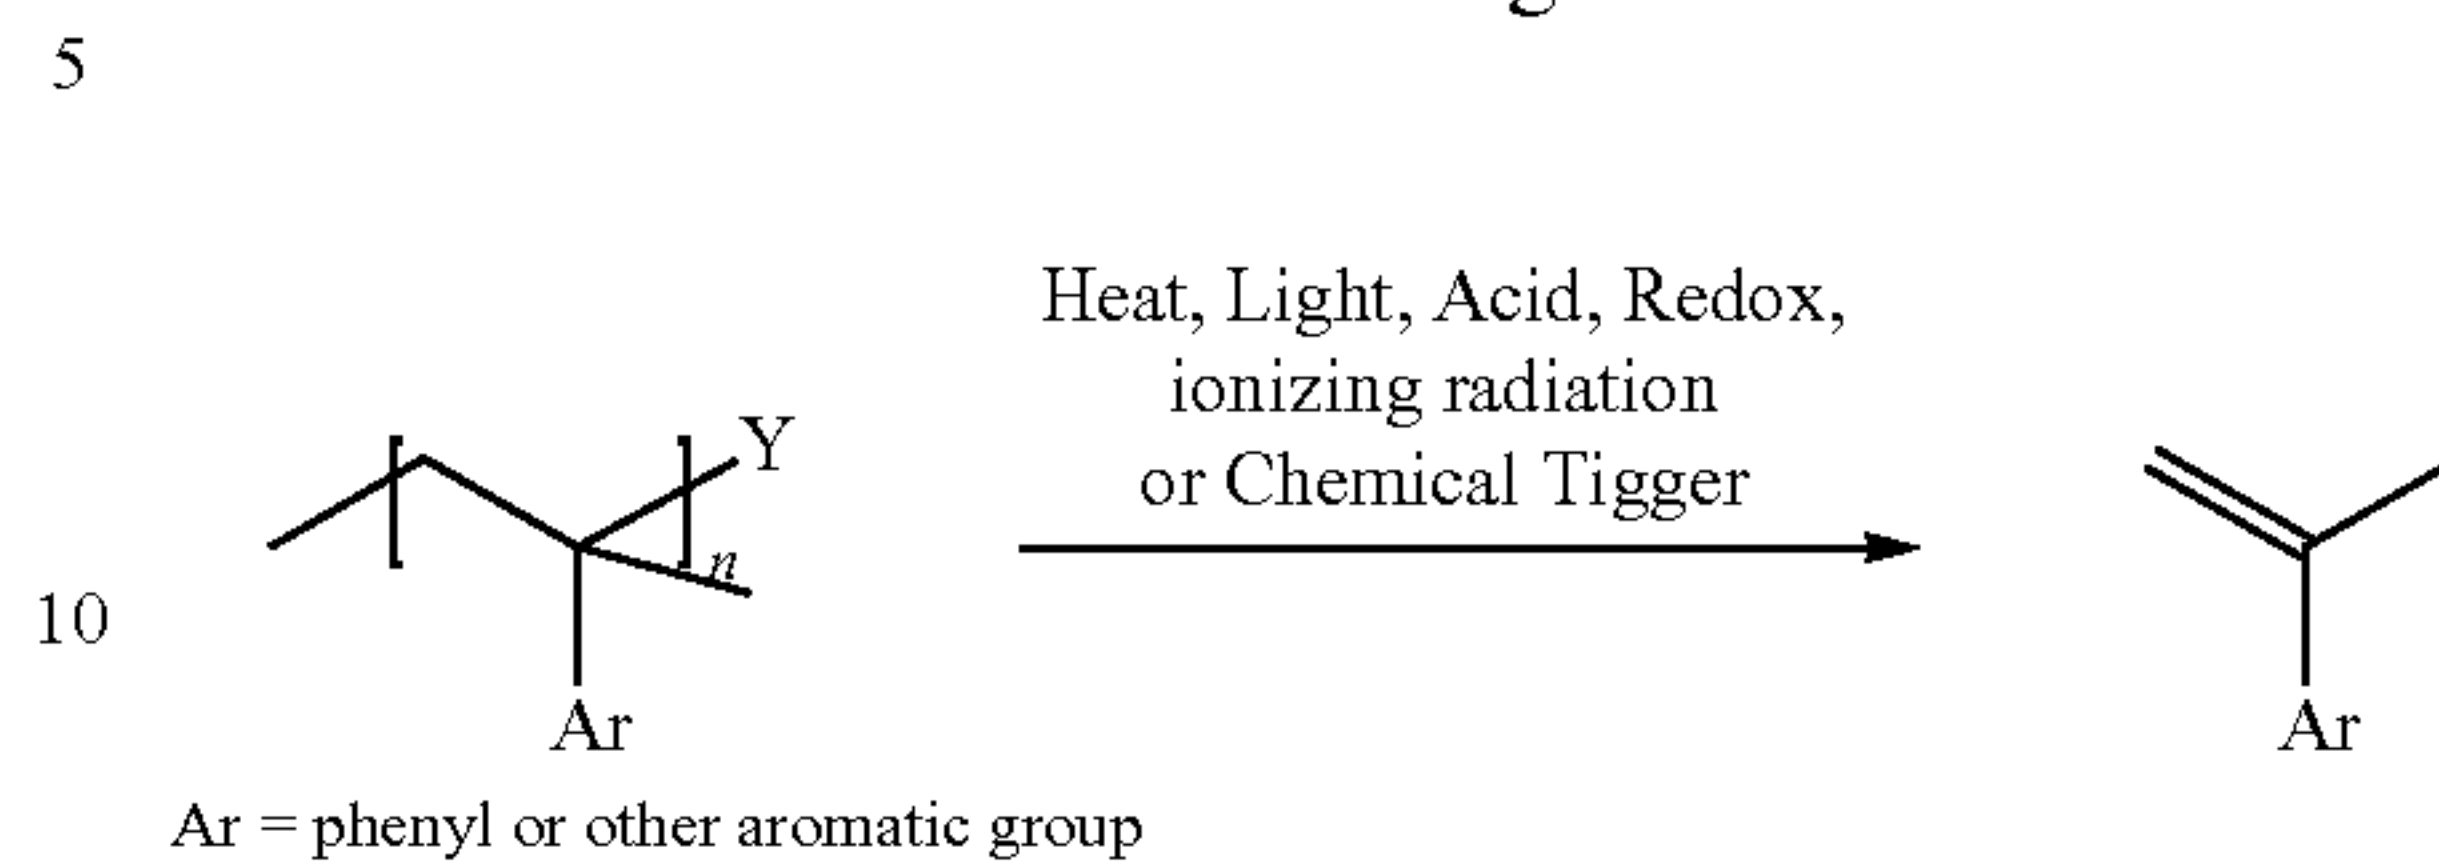 5
Heat, Light, Acid, Redox,
ionizing radiation
or Chemical Tigger
Y
n
10
Ar
Ar
Ar = phenyl or other aromatic group